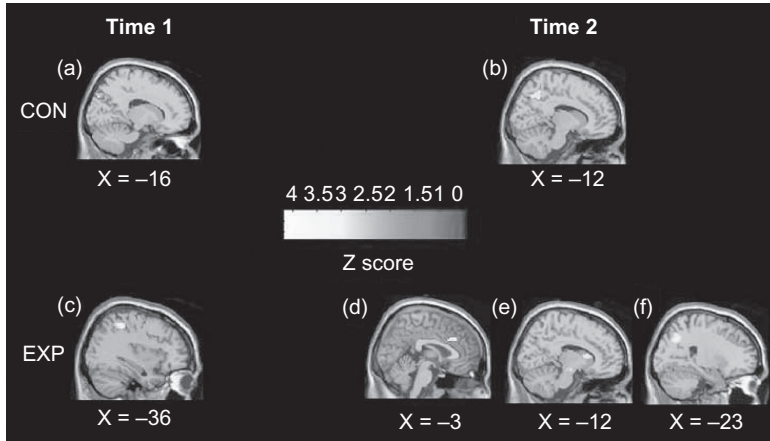 Time 1
Time 2
(a)
(b)
CON
X = –16
X = –12
4 3.53 2.52 1.51 0
Z score
(c)
(d)
(e)
(f)
EXP
X = –36
X = –3
X = –12
X = –23